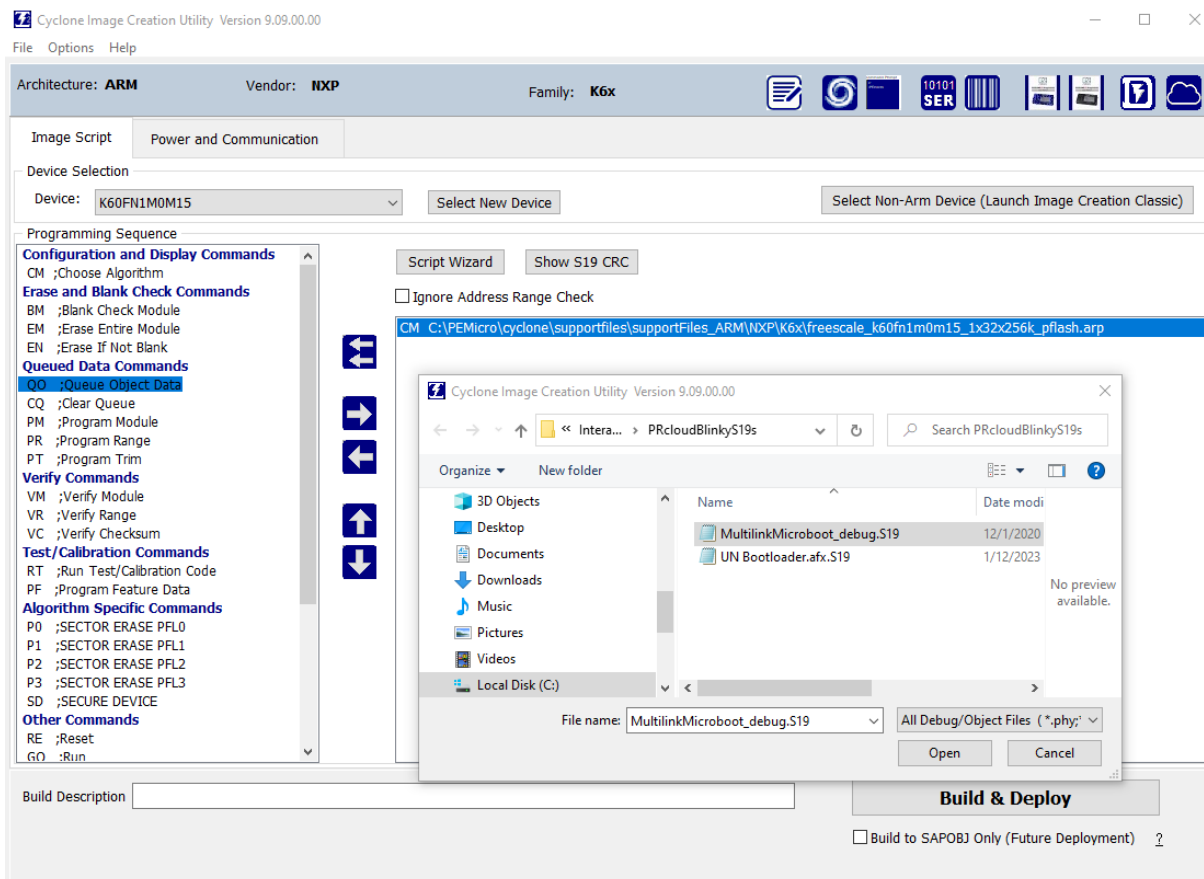 Cyclone Image Creation Utility Version 9.09.00.00
File Options Help
Architecture: ARM Vendor: NXP Family: K6x
10101
SER
Image Script Power and Communication
Device Selection
Device: K60FN1M0M15 Select New Device Select Non-Arm Device (Launch Image Creation Classic)
Programming Sequence
Configuration and Display Commands
CM ;Choose Algorithm
Erase and Blank Check Commands
BM ;Blank Check Module
EM ;Erase Entire Module
EN ;Erase If Not Blank
Queued Data Commands
QO ;Queue Object Data
CQ ;Clear Queue
PM ;Program Module
PR ;Program Range
PT ;Program Trim
Verify Commands
VM ;Verify Module
VR ;Verify Range
VC ;Verify Checksum
Test/Calibration Commands
RT ;Run Test/Calibration Code
PF ;Program Feature Data
Algorithm Specific Commands
P0 ;SECTOR ERASE PFL0
P1 ;SECTOR ERASE PFL1
P2 ;SECTOR ERASE PFL2
P3 ;SECTOR ERASE PFL3
SD ;SECURE DEVICE
Other Commands
RE ;Reset
GO ;Run
Script Wizard Show S19 CRC
Ignore Address Range Check
CM C:\PEMicro\cyclone\supportfiles\supportFiles_ARM\NXP\K6x\freescale_k60fn1m0m15_1x32x256k_pflash.arp
Cyclone Image Creation Utility Version 9.09.00.00
« Intera... › PRcloudBlinkyS19s Search PRcloudBlinkyS19s
Organize New folder ?
3D Objects
Desktop
Documents
Downloads
Music
Pictures
Videos
Local Disk (C:)
Name Date modi
MultilinkMicroboot_debug.S19 12/1/2020
UN Bootloader.afx.S19 1/12/2023
No preview
available.
File name: MultilinkMicroboot_debug.S19 All Debug/Object Files (*.phy;*
Open Cancel
Build Description Build & Deploy
Build to SAPOBJ Only (Future Deployment) ?